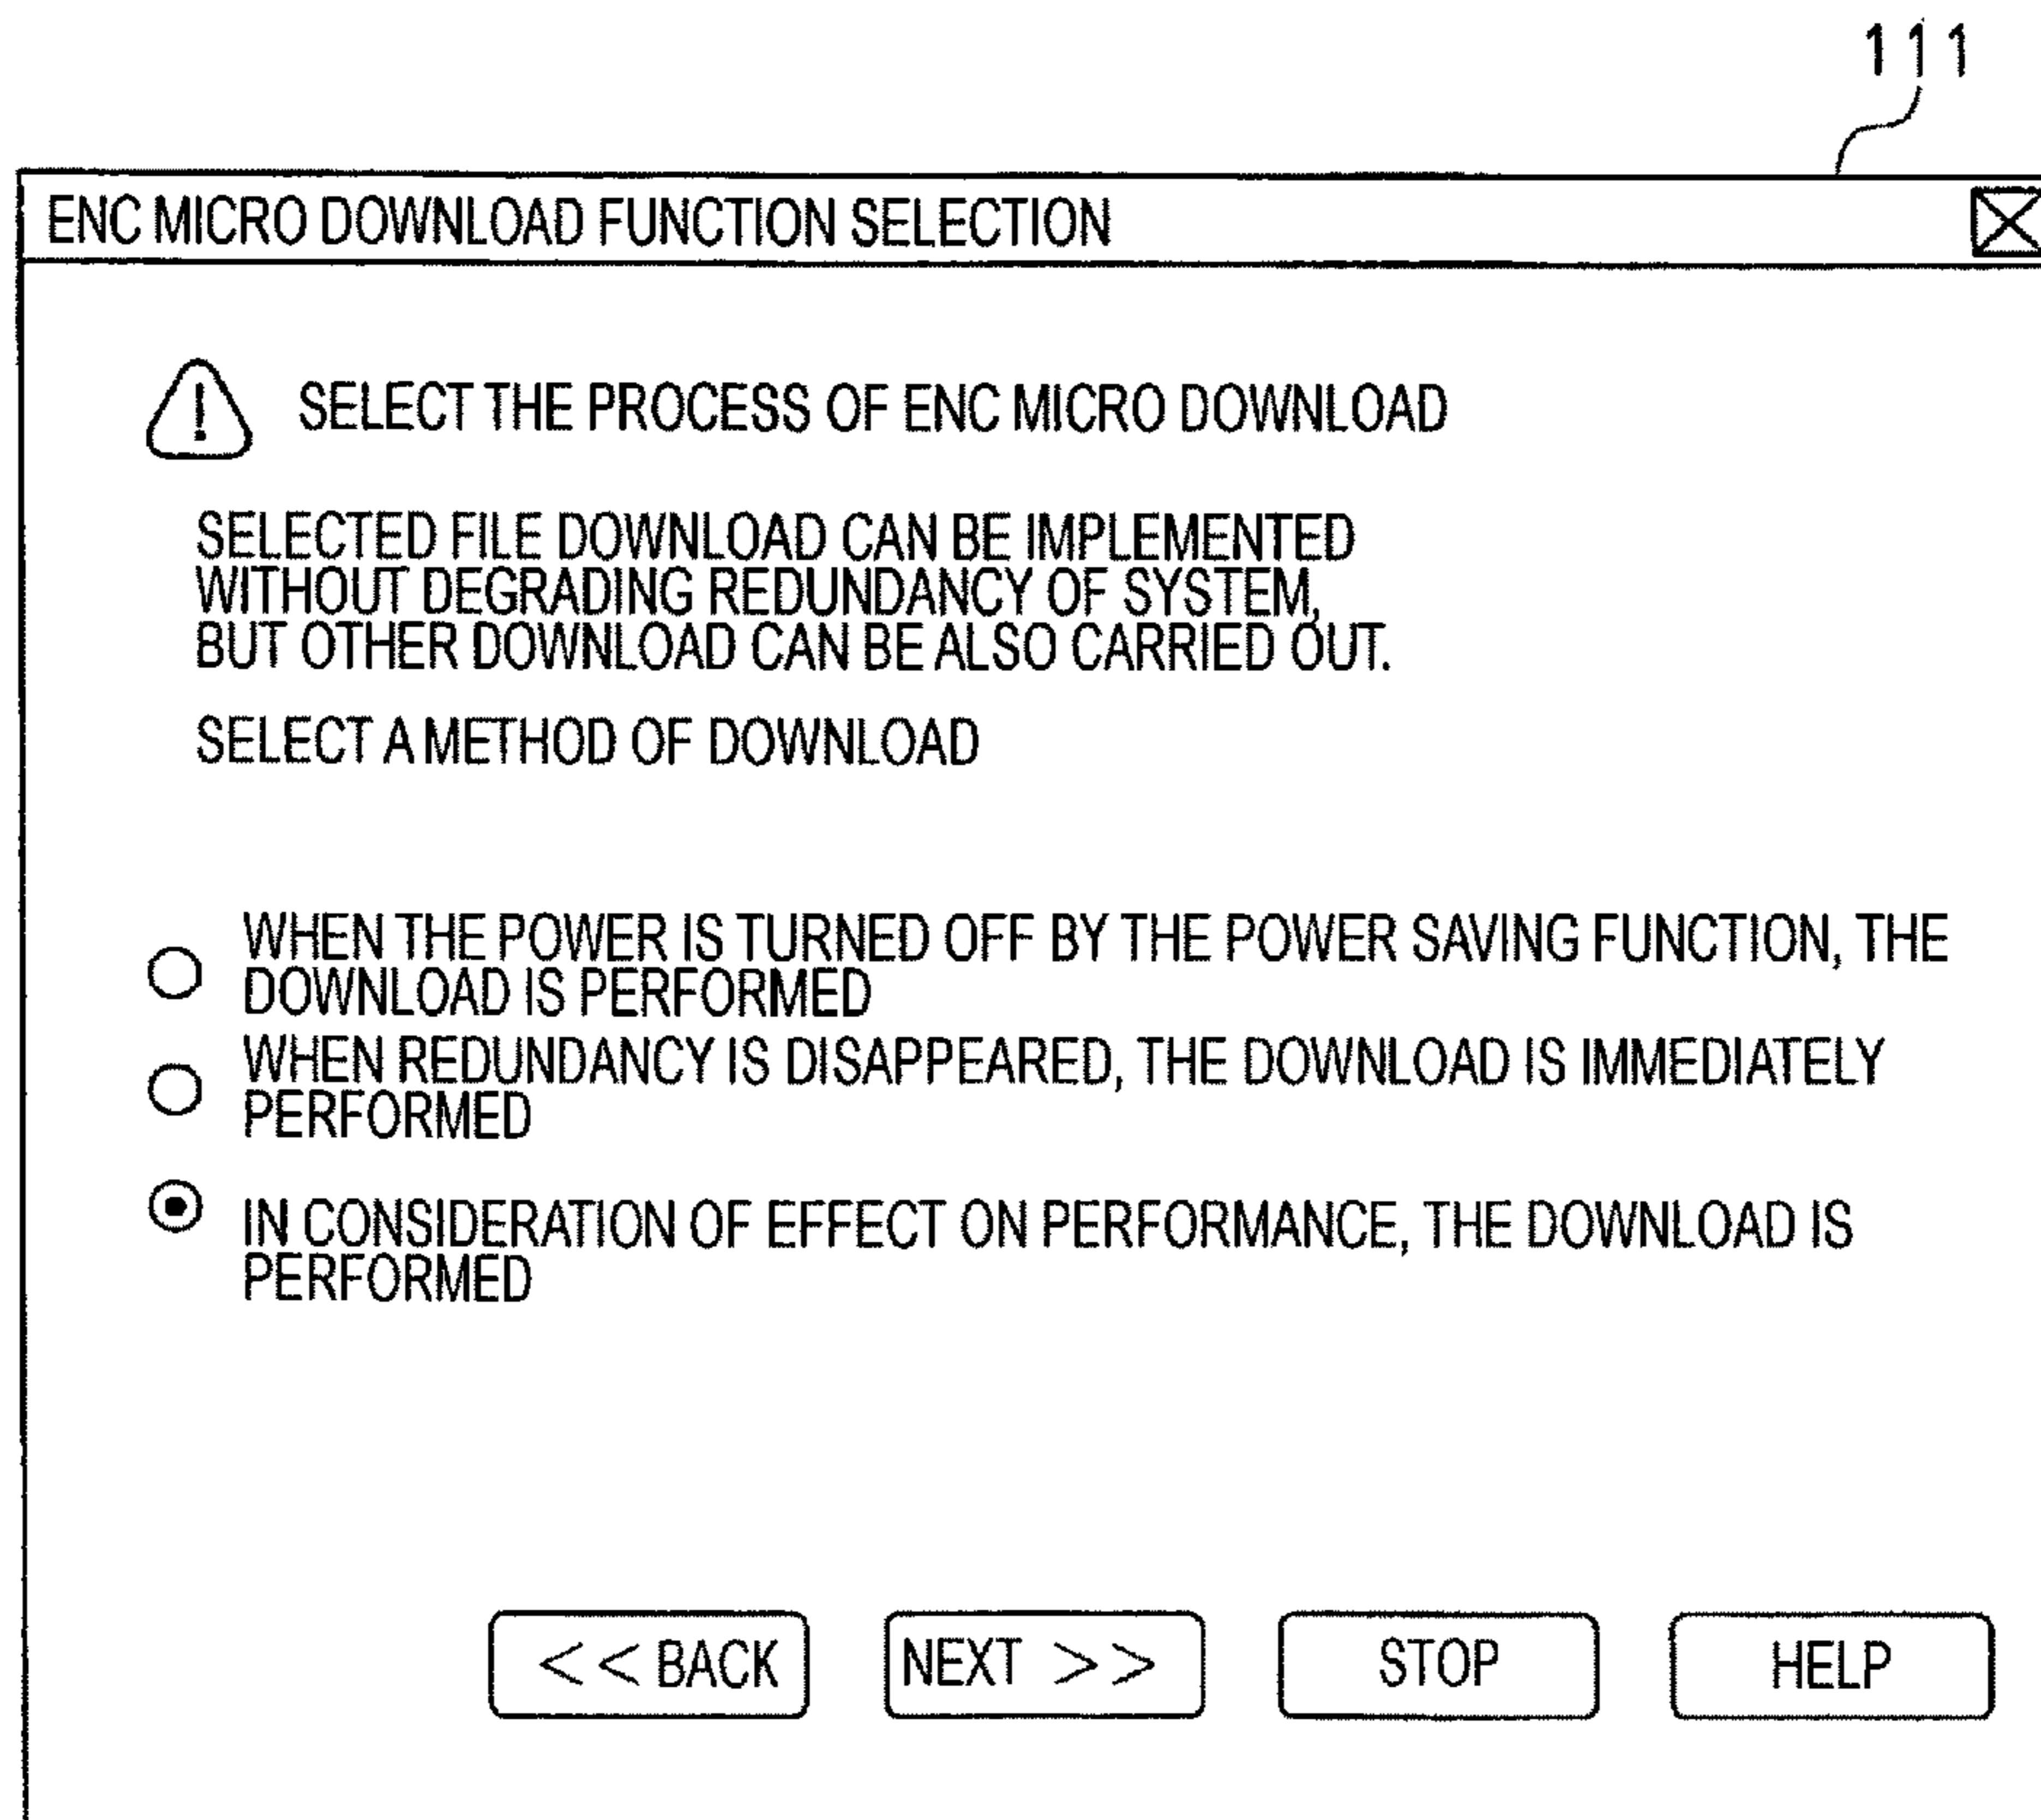 111
ENC MICRO DOWNLOAD FUNCTION SELECTION
! SELECT THE PROCESS OF ENC MICRO DOWNLOAD
SELECTED FILE DOWNLOAD CAN BE IMPLEMENTED
WITHOUT DEGRADING REDUNDANCY OF SYSTEM,
BUT OTHER DOWNLOAD CAN BE ALSO CARRIED OUT.
SELECT A METHOD OF DOWNLOAD
WHEN THE POWER IS TURNED OFF BY THE POWER SAVING FUNCTION, THE
DOWNLOAD IS PERFORMED
WHEN REDUNDANCY IS DISAPPEARED, THE DOWNLOAD IS IMMEDIATELY
PERFORMED
IN CONSIDERATION OF EFFECT ON PERFORMANCE, THE DOWNLOAD IS
PERFORMED
<< BACK NEXT >> STOP HELP